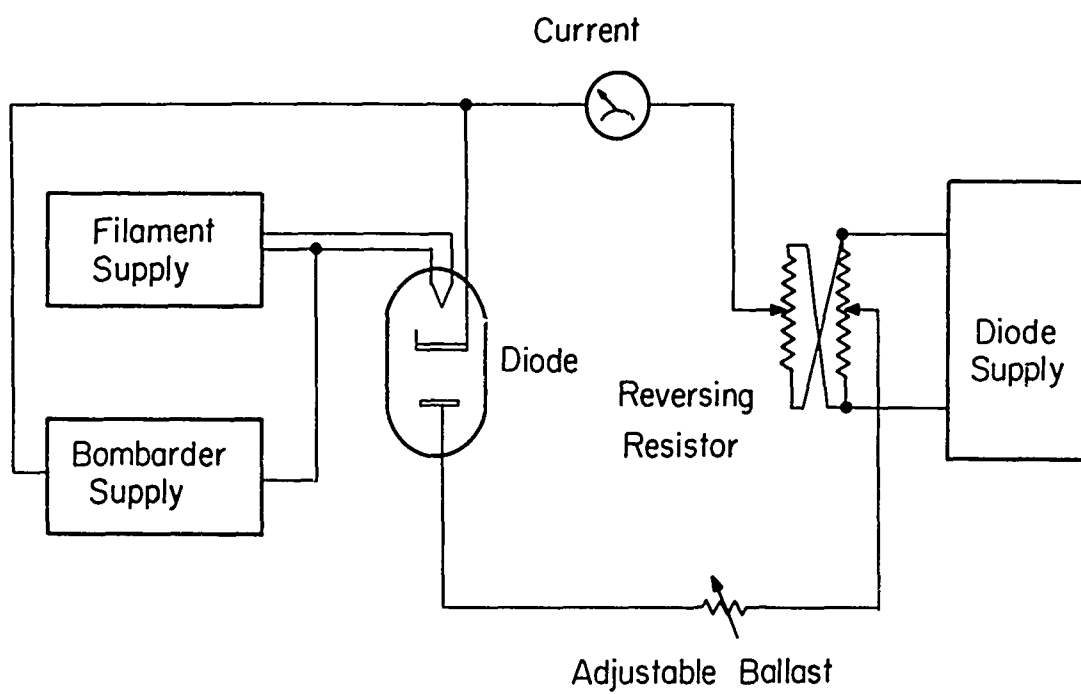 Current
Filament
Supply
Diode
Diode
Supply
Reversing
Resistor
Bombarder
Supply
Adjustable Ballast